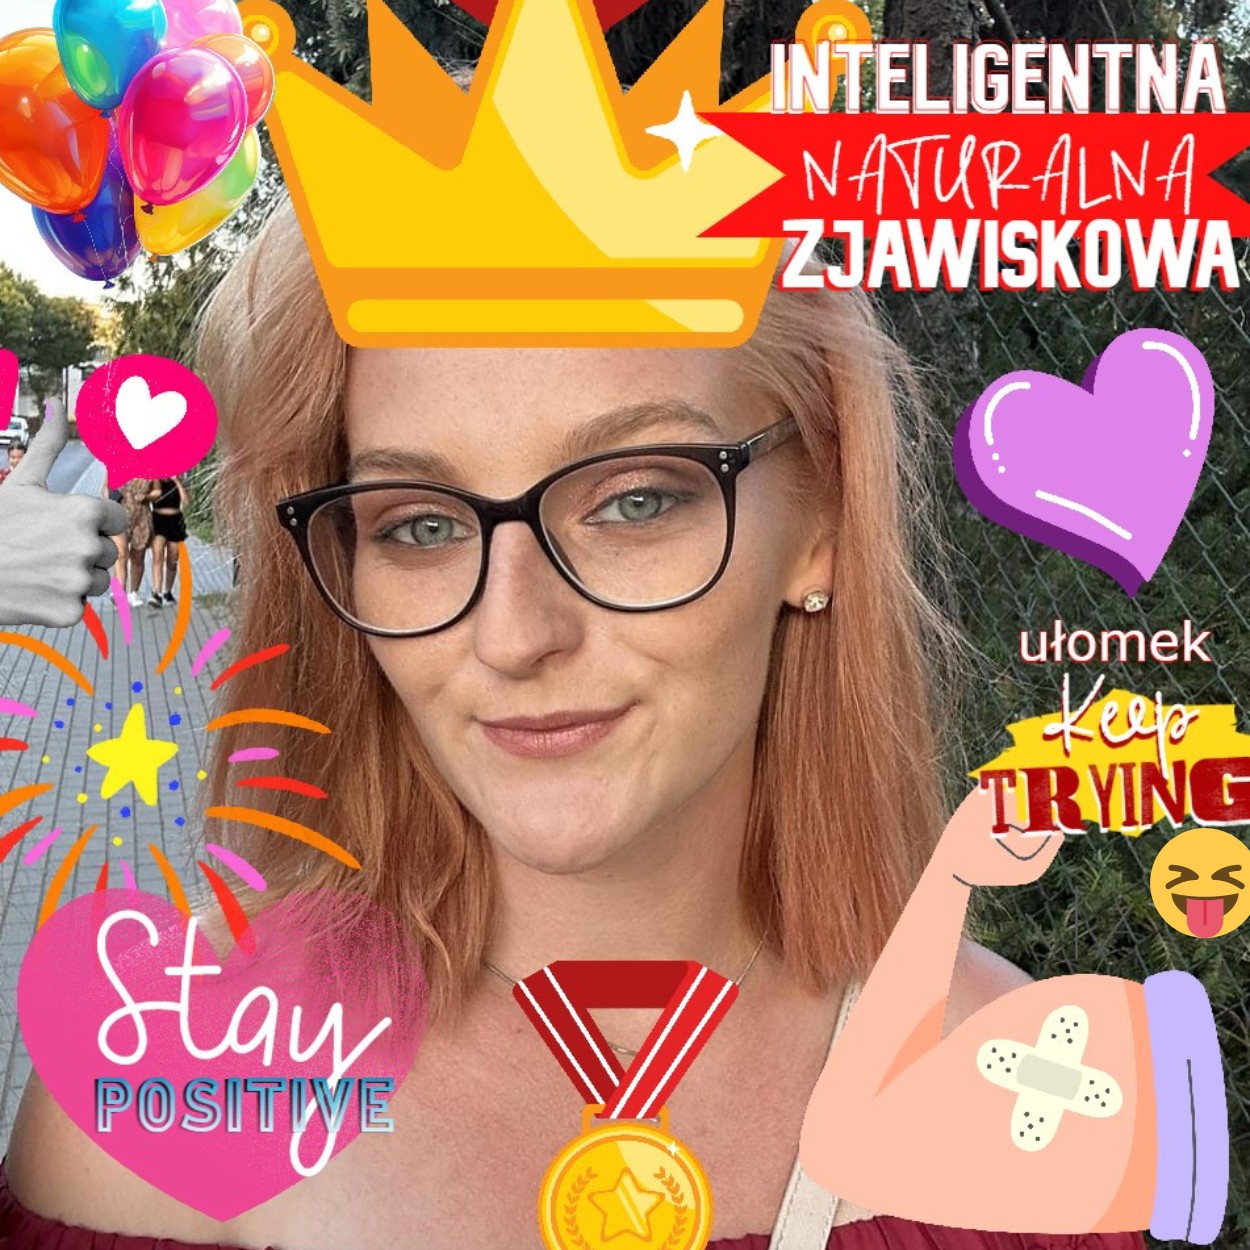 INTELIGENTNA
NATURALNA
ZJAWISKOWA
ułomek
Keep
TRYING
Stay
POSITIVE